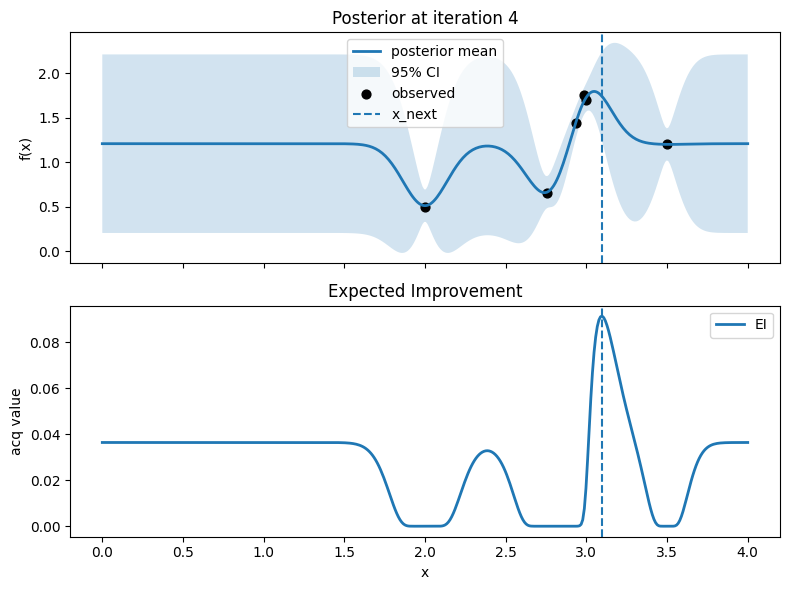 Posterior at iteration 4
f(x)
2.0
1.5
1.0
0.5
0.0
posterior mean
95% CI
observed
x_next
Expected Improvement
acq value
0.08
0.06
0.04
0.02
0.00
EI
0.0 0.5 1.0 1.5 2.0 2.5 3.0 3.5 4.0
x